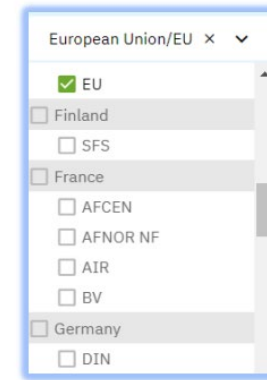 European Union/EU ×
EU
Finland
SFS
France
AFCEN
AFNOR NF
AIR
BV
Germany
DIN